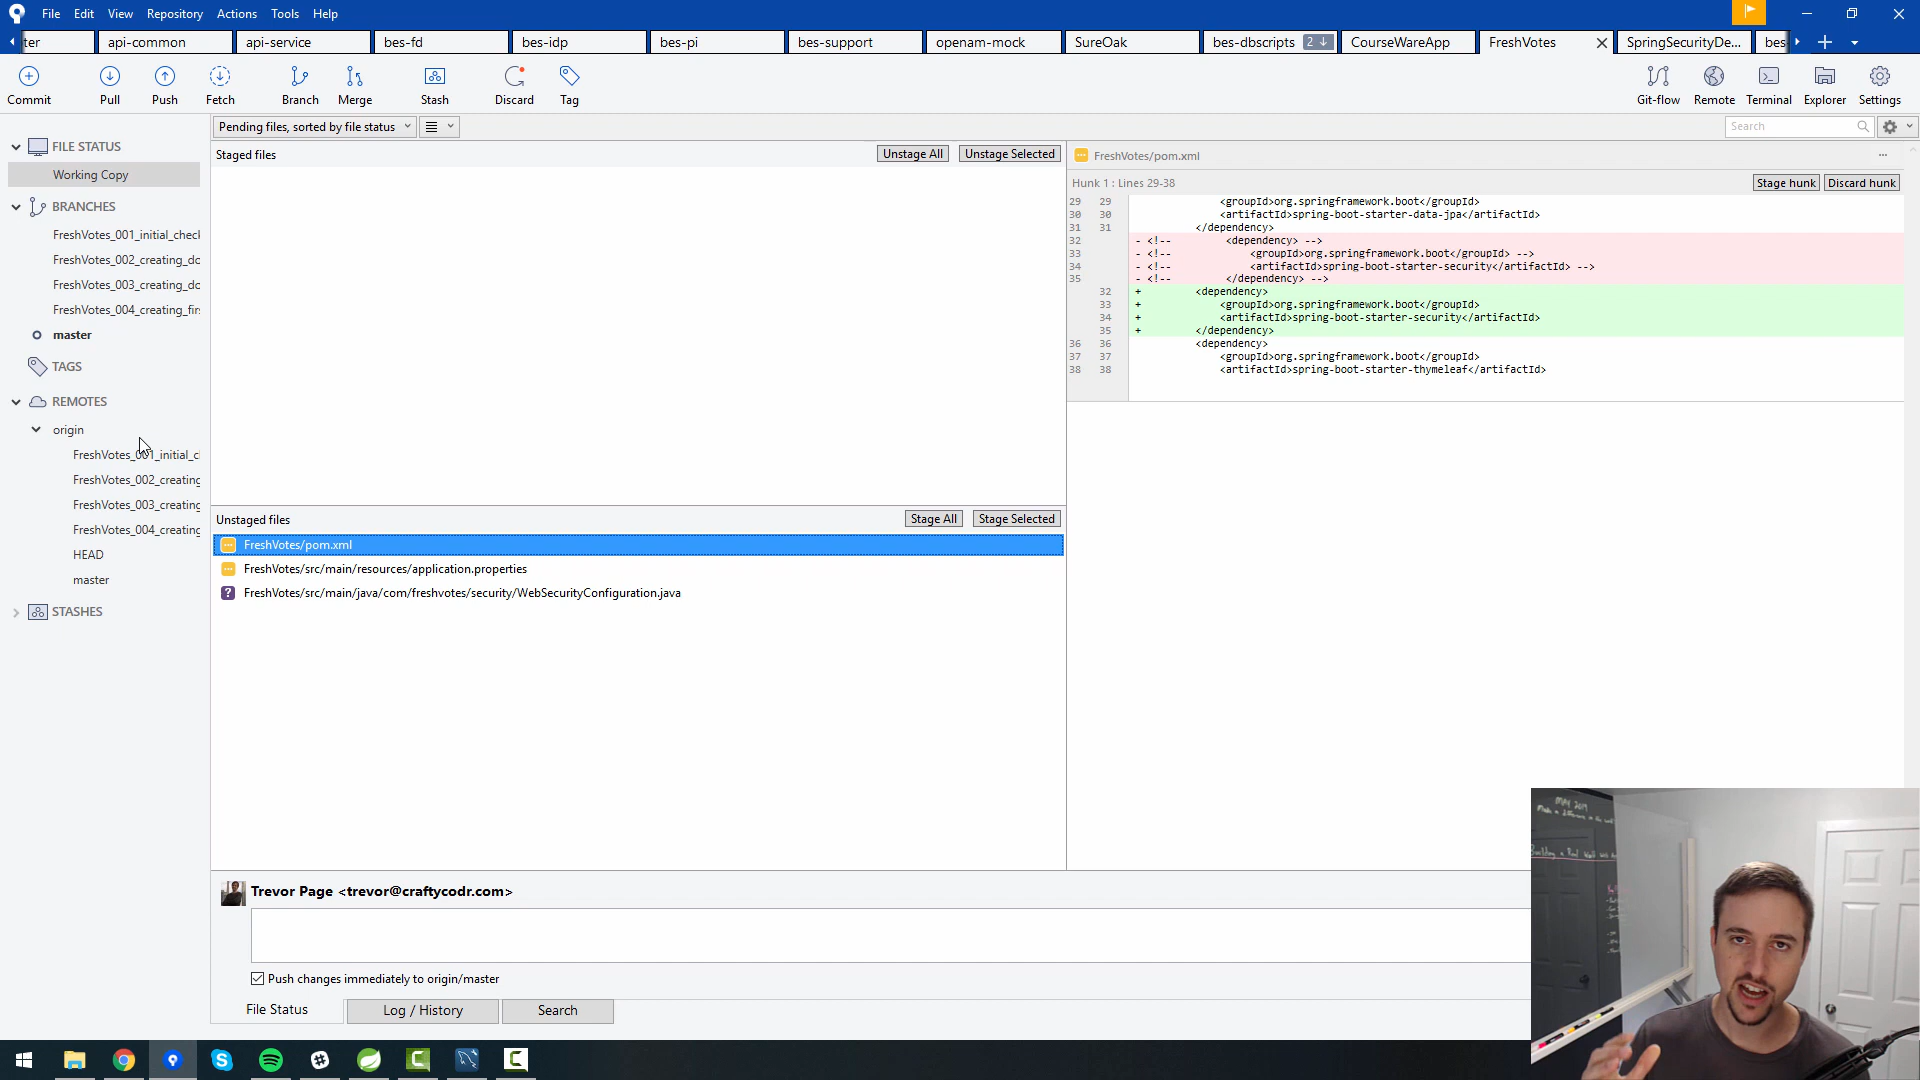 File Edit View Repository Actions Tools Help
ter api-common api-service bes-fd bes-idp bes-pi bes-support openam-mock SureOak bes-dbscripts 2 ↓ CourseWareApp FreshVotes SpringSecurityDe... bes
Commit Pull Push Fetch Branch Merge Stash Discard Tag Git-flow Remote Terminal Explorer Settings
Pending files, sorted by file status
Search
FILE STATUS
Working Copy
BRANCHES
FreshVotes_001_initial_check
FreshVotes_002_creating_do
FreshVotes_003_creating_do
FreshVotes_004_creating_firs
master
TAGS
REMOTES
origin
FreshVotes_001_initial_cl
FreshVotes_002_creating
FreshVotes_003_creating
FreshVotes_004_creating
HEAD
master
STASHES
Staged files
Unstage All Unstage Selected
Unstaged files
Stage All Stage Selected
FreshVotes/pom.xml
FreshVotes/src/main/resources/application.properties
? FreshVotes/src/main/java/com/freshvotes/security/WebSecurityConfiguration.java
FreshVotes/pom.xml
Hunk 1 : Lines 29-38
Stage hunk Discard hunk
29 29 <groupId>org.springframework.boot</groupId>
30 30 <artifactId>spring-boot-starter-data-jpa</artifactId>
31 31 </dependency>
32 - <!-- <dependency> -->
33 - <!-- <groupId>org.springframework.boot</groupId> -->
34 - <!-- <artifactId>spring-boot-starter-security</artifactId> -->
35 - <!-- </dependency> -->
32 + <dependency>
33 + <groupId>org.springframework.boot</groupId>
34 + <artifactId>spring-boot-starter-security</artifactId>
35 + </dependency>
36 36 <dependency>
37 37 <groupId>org.springframework.boot</groupId>
38 38 <artifactId>spring-boot-starter-thymeleaf</artifactId>
Trevor Page <trevor@craftycodr.com>
Push changes immediately to origin/master
File Status Log / History Search
MAY 2019